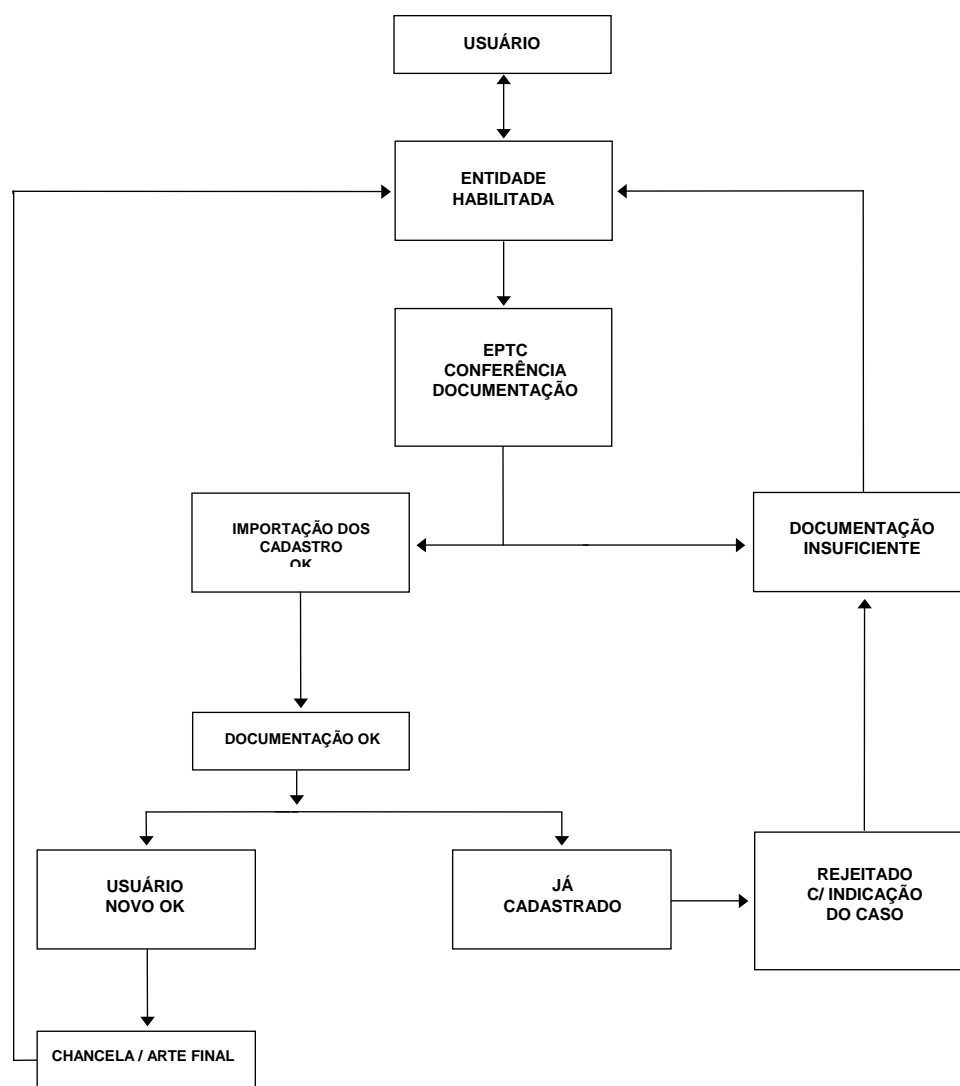 USUÁRIO
ENTIDADE
HABILITADA
EPTC
CONFERÊNCIA
DOCUMENTAÇÃO
IMPORTAÇÃO DOS
CADASTRO
OK
DOCUMENTAÇÃO
INSUFICIENTE
DOCUMENTAÇÃO OK
USUÁRIO
NOVO OK
JÁ
CADASTRADO
REJEITADO
C/ INDICAÇÃO
DO CASO
CHANCELA / ARTE FINAL